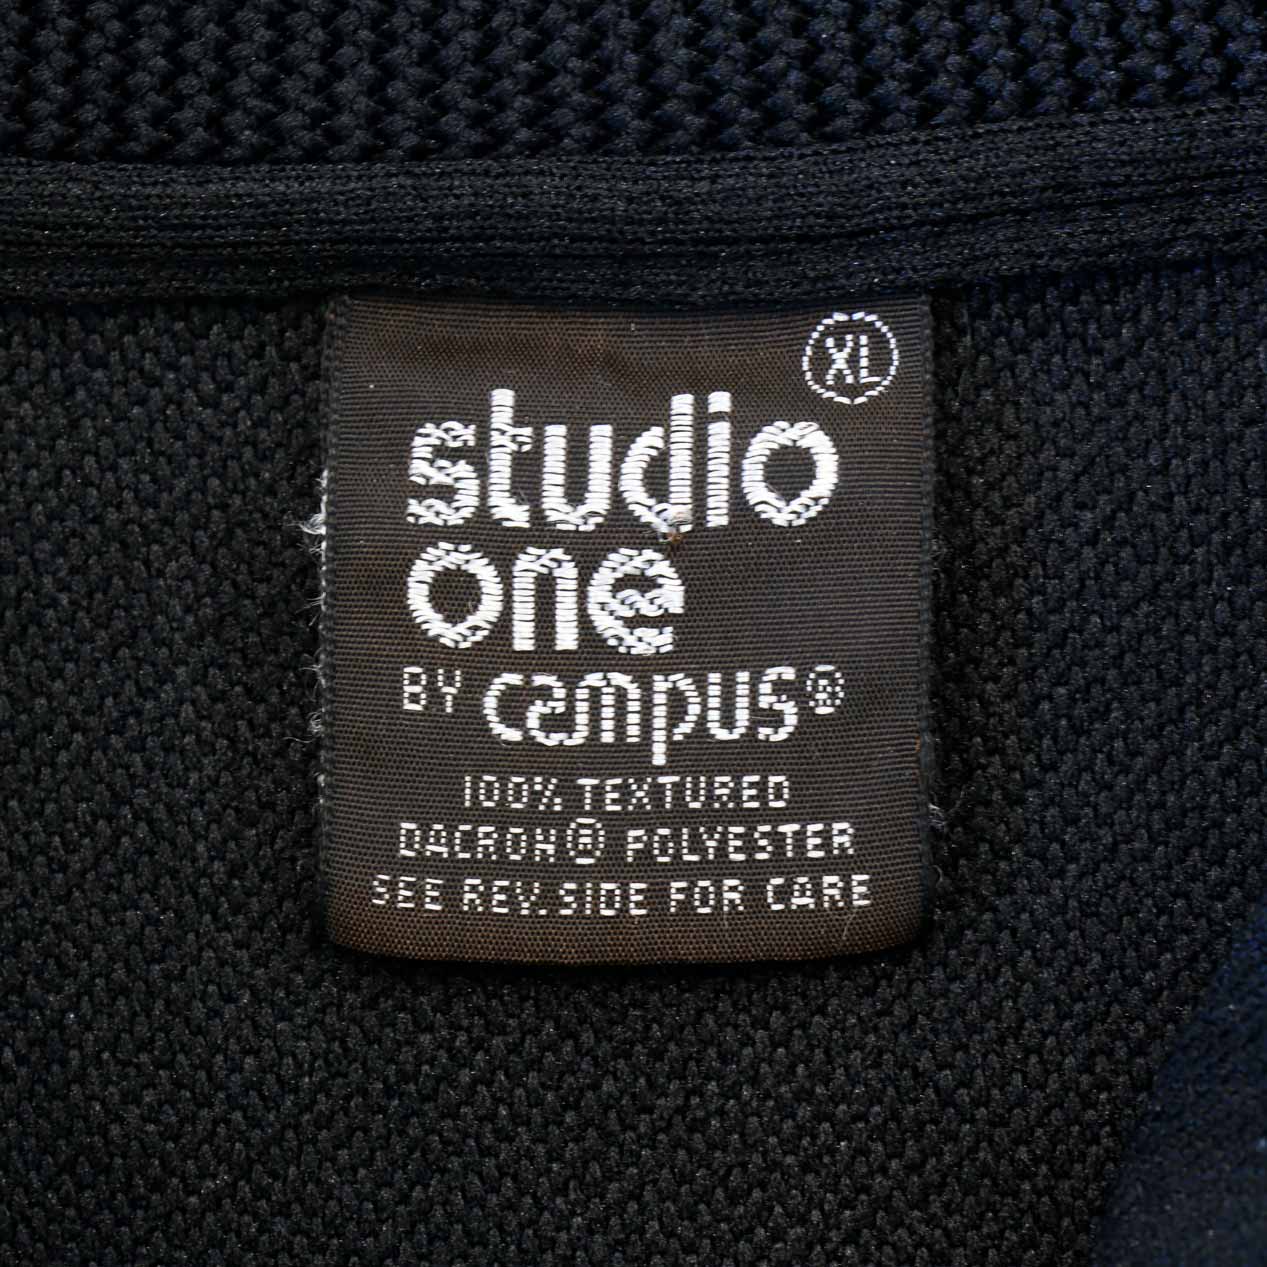 XL
studio
one
BY campus®
100% TEXTURED
DACRON® POLYESTER
SEE REV. SIDE FOR CARE